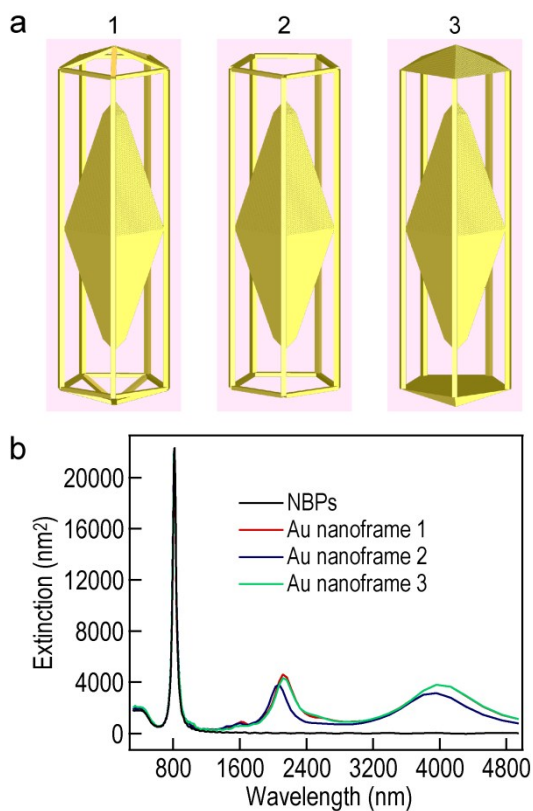 a
1 2 3
b
Extinction (nm²)
20000
16000
12000
8000
4000
0
NBPs
Au nanoframe 1
Au nanoframe 2
Au nanoframe 3
800 1600 2400 3200 4000 4800
Wavelength (nm)